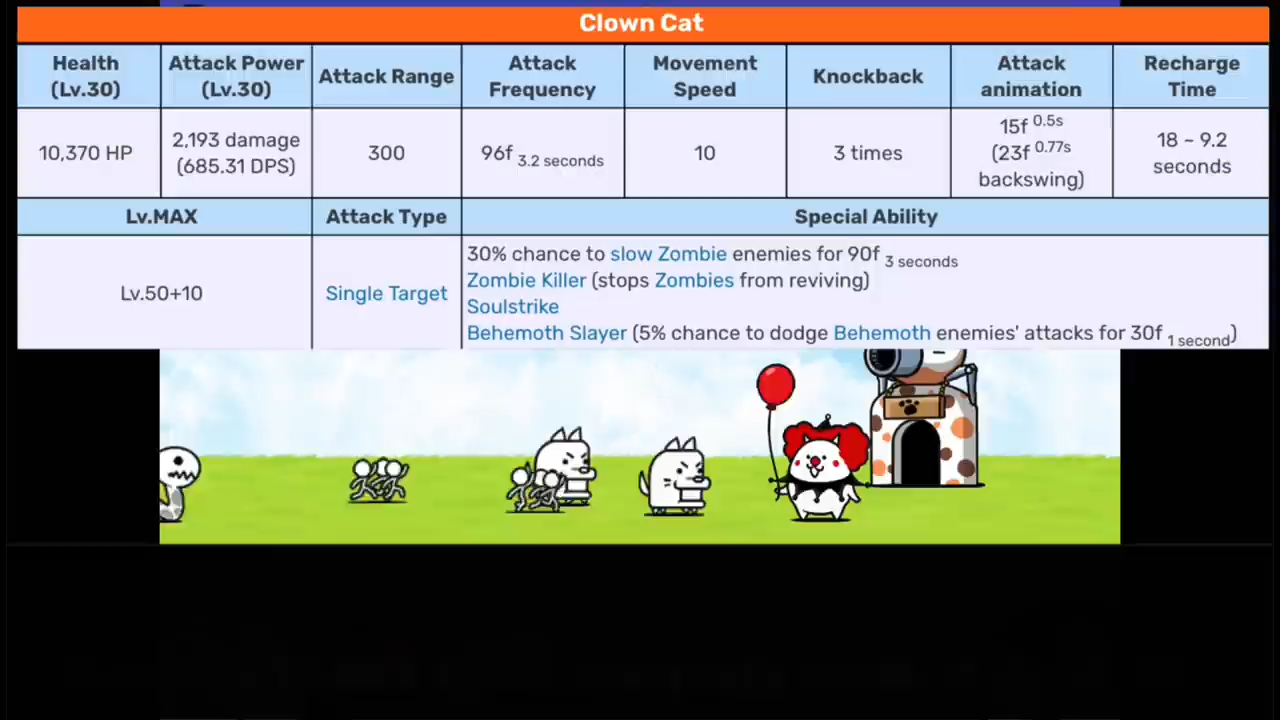 Clown Cat
Health
(Lv.30)
Attack Power
(Lv.30)
Attack Range
Attack
Frequency
Movement
Speed
Knockback
Attack
animation
Recharge
Time
10,370 HP
2,193 damage
(685.31 DPS)
300
96f 3.2 seconds
10
3 times
15f 0.5s
(23f 0.77s
backswing)
18 ~ 9.2
seconds
Lv.MAX
Attack Type
Special Ability
Lv.50+10
Single Target
30% chance to slow Zombie enemies for 90f 3 seconds
Zombie Killer (stops Zombies from reviving)
Soulstrike
Behemoth Slayer (5% chance to dodge Behemoth enemies' attacks for 30f 1 second)